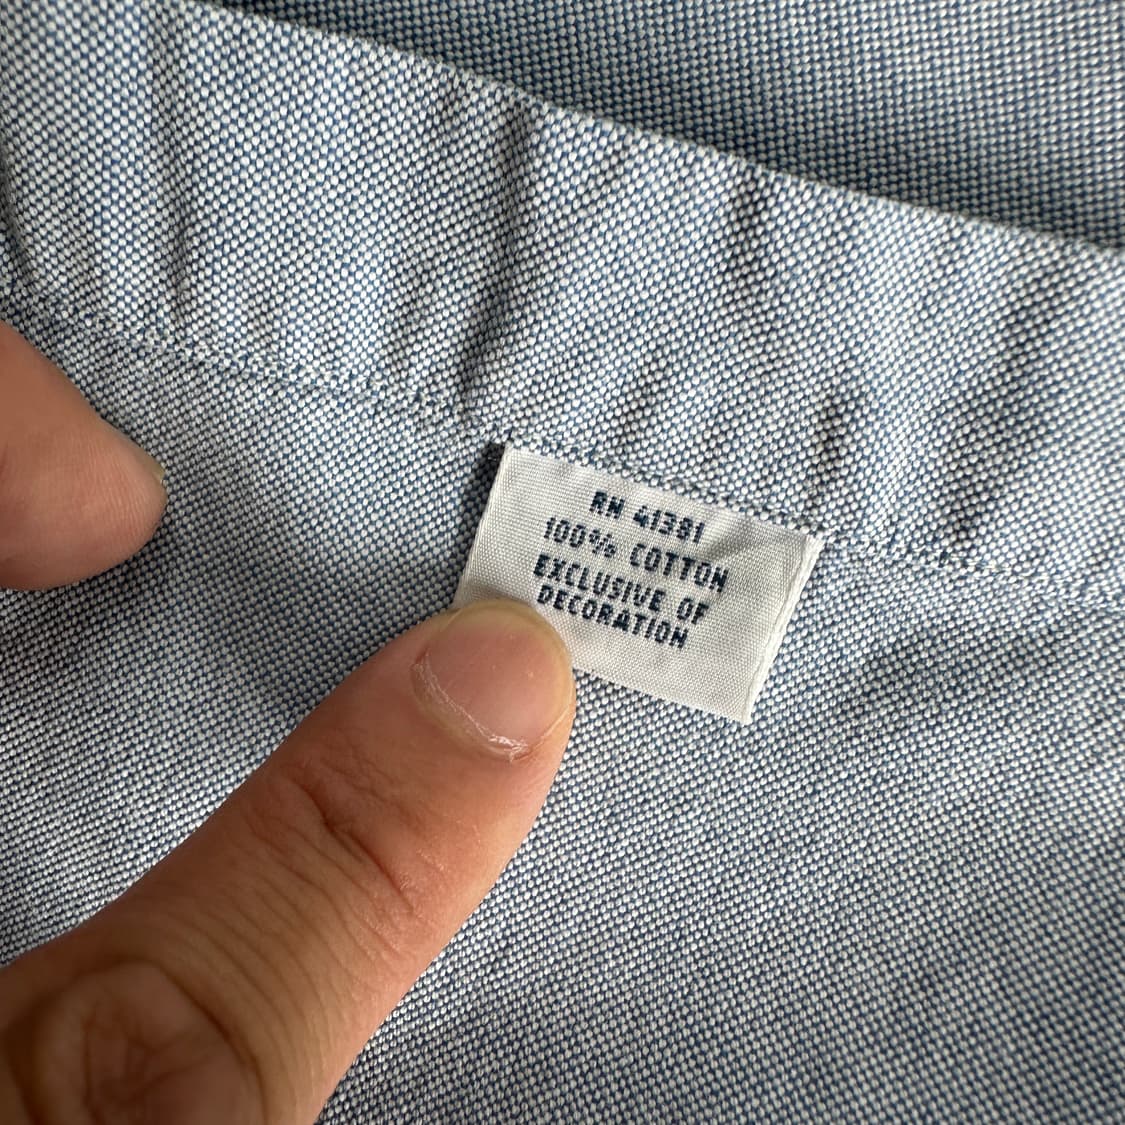 RN 41381
100% COTTON
EXCLUSIVE OF
DECORATION